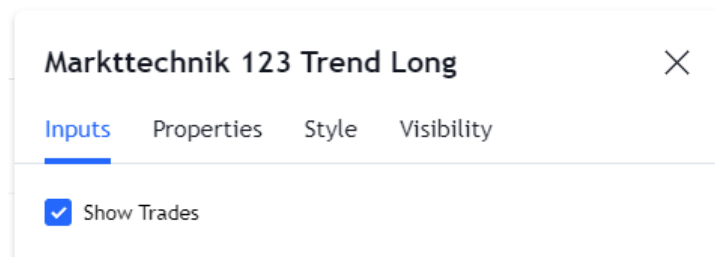 Markttechnik 123 Trend Long
Inputs Properties Style Visibility
Show Trades